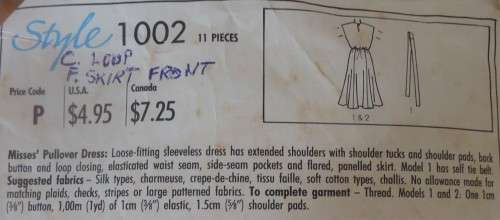 Style 1002 11 PIECES
C. LOOP
F. SKIRT FRONT
Price Code U.S.A. Canada
P $4.95 $7.25
1 & 2 1
Misses' Pullover Dress: Loose-fitting sleeveless dress has extended shoulders with shoulder tucks and shoulder pads, back
button and loop closing, elasticated waist seam, side-seam pockets and flared, panelled skirt. Model 1 has self tie belt.
Suggested fabrics – Silk types, charmeuse, crepe-de-chine, tissu faille, soft cotton types, challis. No allowance made for
matching plaids, checks, stripes or large patterned fabrics. To complete garment – Thread. Models 1 and 2: One 1cm
(⅜") button, 1,00m (1yd) of 1cm (⅜") elastic, 1.5cm (⅝") shoulder pads.